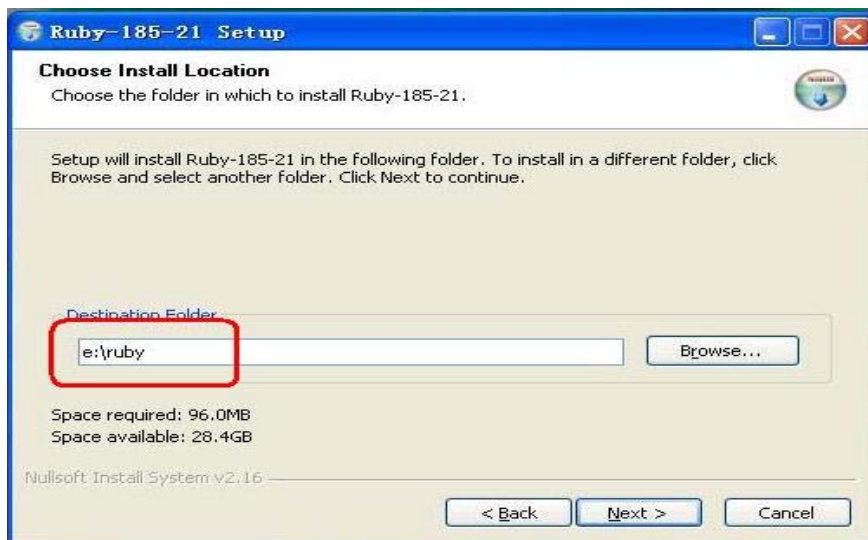 Ruby-185-21 Setup
Choose Install Location
Choose the folder in which to install Ruby-185-21.
Setup will install Ruby-185-21 in the following folder. To install in a different folder, click
Browse and select another folder. Click Next to continue.
Destination Folder
e:\ruby
Browse...
Space required: 96.0MB
Space available: 28.4GB
Nullsoft Install System v2.16
< Back
Next >
Cancel